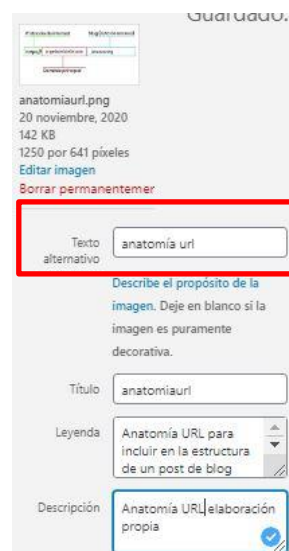 Guardado.
anatomiaurl.png
20 noviembre, 2020
142 KB
1250 por 641 píxeles
Editar imagen
Borrar permanentemer
Texto
alternativo
anatomía url
Describe el propósito de la
imagen. Deje en blanco si la
imagen es puramente
decorativa.
Título
anatomiaurl
Leyenda
Anatomía URL para
incluir en la estructura
de un post de blog
Descripción
Anatomía URL elaboración
propia